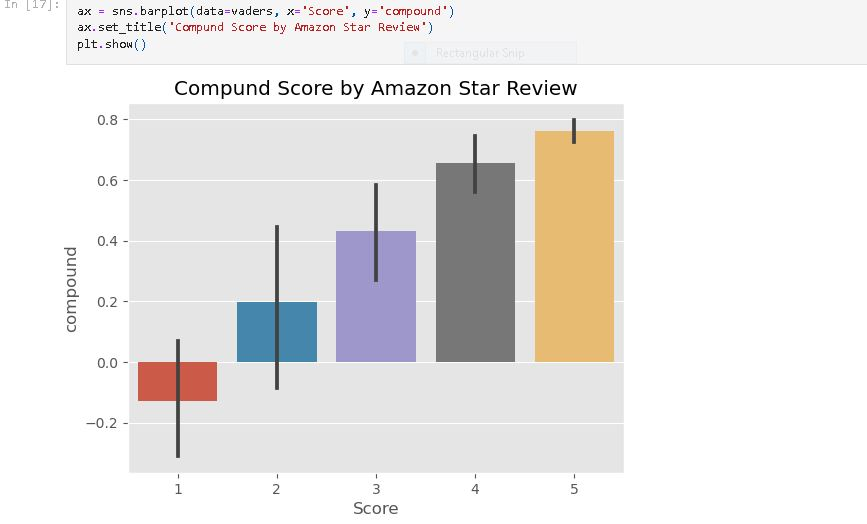 In [17]:
ax = sns.barplot(data=vaders, x='Score', y='compound')
ax.set_title('Compund Score by Amazon Star Review')
plt.show()
Rectangular Snip
Compund Score by Amazon Star Review
0.8
0.6
0.4
0.2
0.0
−0.2
compound
1 2 3 4 5
Score